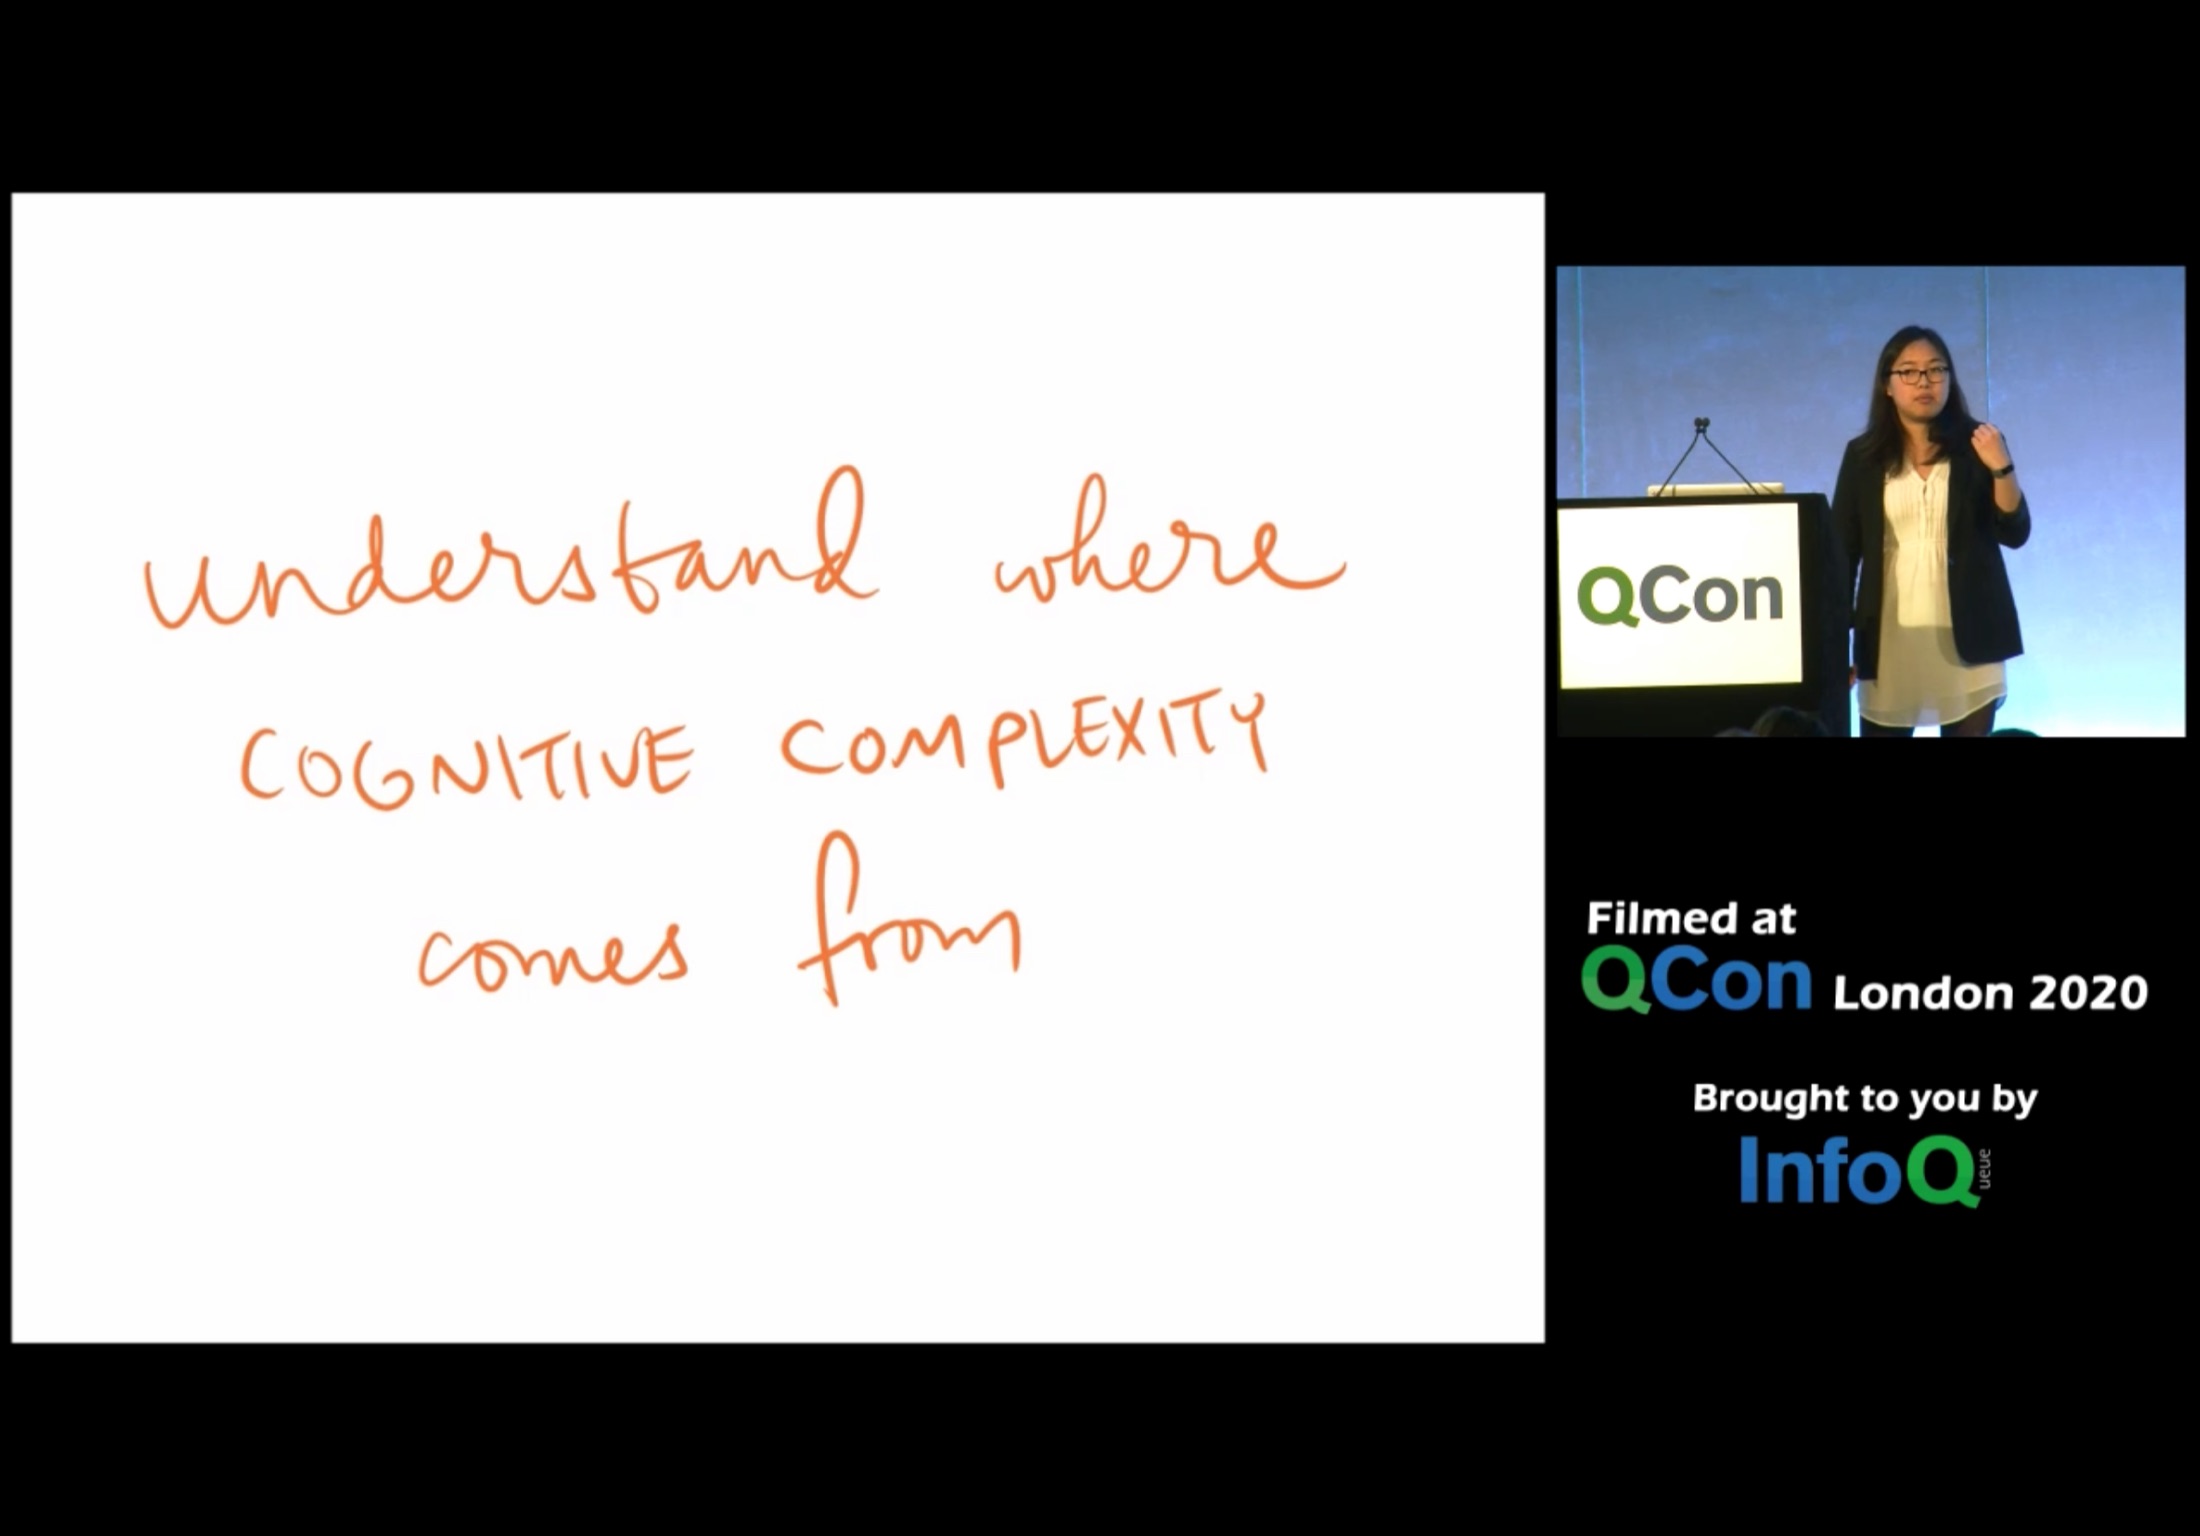 understand where
COGNITIVE COMPLEXITY
comes from
QCon
Filmed at
QCon London 2020
Brought to you by
InfoQ
ueue